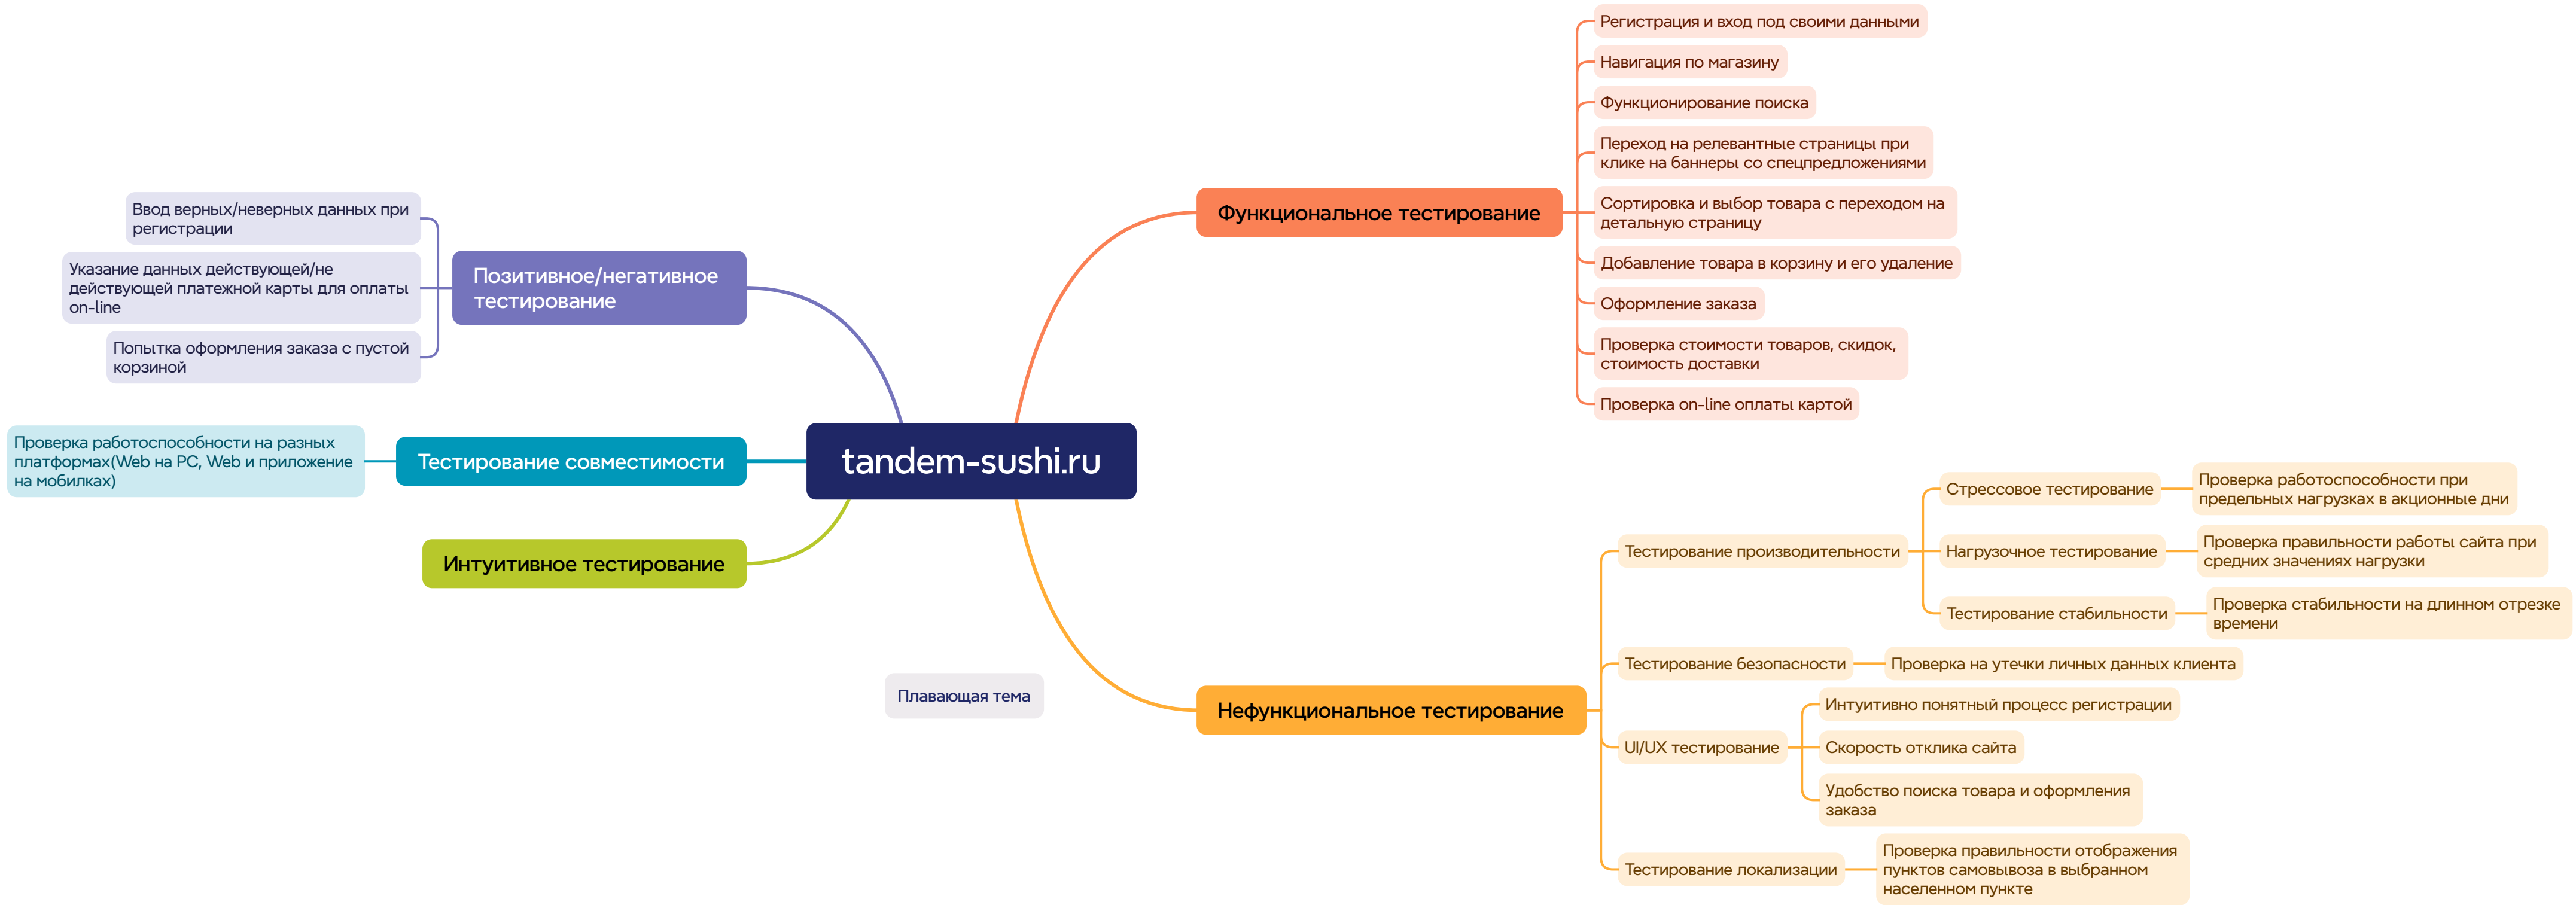 tandem-sushi.ru
Функциональное тестирование
Регистрация и вход под своими данными
Навигация по магазину
Функционирование поиска
Переход на релевантные страницы при
клике на баннеры со спецпредложениями
Сортировка и выбор товара с переходом на
детальную страницу
Добавление товара в корзину и его удаление
Оформление заказа
Проверка стоимости товаров, скидок,
стоимость доставки
Проверка on-line оплаты картой
Нефункциональное тестирование
Тестирование производительности
Стрессовое тестирование
Проверка работоспособности при
предельных нагрузках в акционные дни
Нагрузочное тестирование
Проверка правильности работы сайта при
средних значениях нагрузки
Тестирование стабильности
Проверка стабильности на длинном отрезке
времени
Тестирование безопасности
Проверка на утечки личных данных клиента
UI/UX тестирование
Интуитивно понятный процесс регистрации
Скорость отклика сайта
Удобство поиска товара и оформления
заказа
Тестирование локализации
Проверка правильности отображения
пунктов самовывоза в выбранном
населенном пункте
Позитивное/негативное
тестирование
Ввод верных/неверных данных при
регистрации
Указание данных действующей/не
действующей платежной карты для оплаты
on-line
Попытка оформления заказа с пустой
корзиной
Тестирование совместимости
Проверка работоспособности на разных
платформах(Web на PC, Web и приложение
на мобилках)
Интуитивное тестирование
Плавающая тема